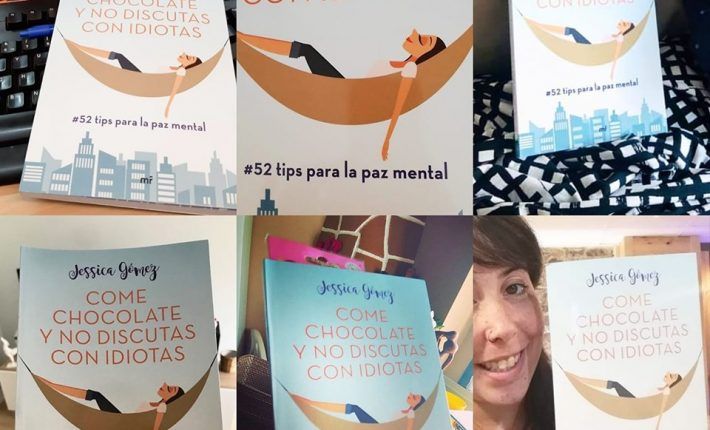 CHOCOLATE
Y NO DISCUTAS
CON IDIOTAS
#52 tips para la paz mental
mr
#52 tips para la paz mental
CON IDIOTAS
#52 tips para la paz mental
Jessica Gómez
COME
CHOCOLATE
Y NO DISCUTAS
CON IDIOTAS
Jessica Gómez
COME
CHOCOLATE
Y NO DISCUTAS
CON IDIOTAS
Jessica Gómez
COME
CHOCOLATE
Y NO DISCUTAS
CON IDIOTAS